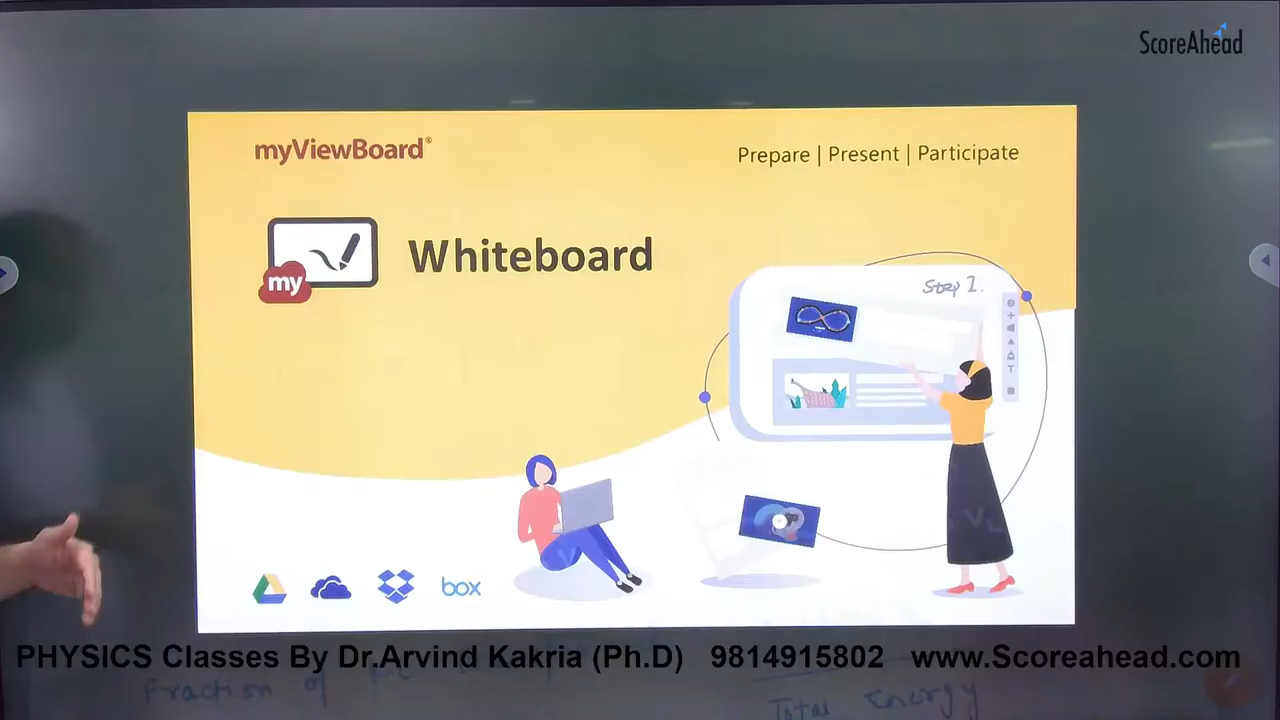 ScoreAhead
myViewBoard®
Prepare | Present | Participate
my
Whiteboard
Step 1.
box
PHYSICS Classes By Dr.Arvind Kakria (Ph.D) 9814915802 www.Scoreahead.com
Fraction of
Total Energy